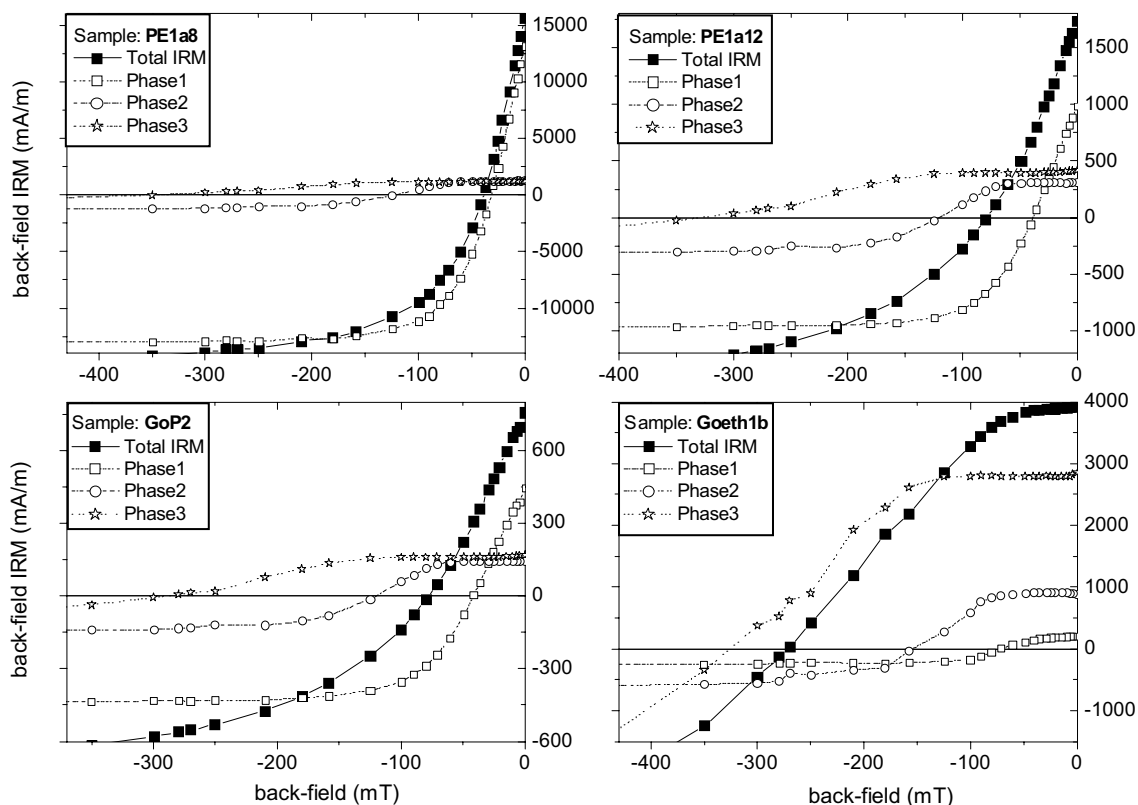 Sample: PE1a8
Total IRM
Phase1
Phase2
Phase3
15000
10000
5000
0
-5000
-10000
-400 -300 -200 -100 0
back-field IRM (mA/m)
Sample: PE1a12
Total IRM
Phase1
Phase2
Phase3
1500
1000
500
0
-500
-1000
-400 -300 -200 -100 0
Sample: GoP2
Total IRM
Phase1
Phase2
Phase3
600
300
0
-300
-600
-300 -200 -100 0
back-field (mT)
back-field IRM (mA/m)
Sample: Goeth1b
Total IRM
Phase1
Phase2
Phase3
4000
3000
2000
1000
0
-1000
-400 -300 -200 -100 0
back-field (mT)